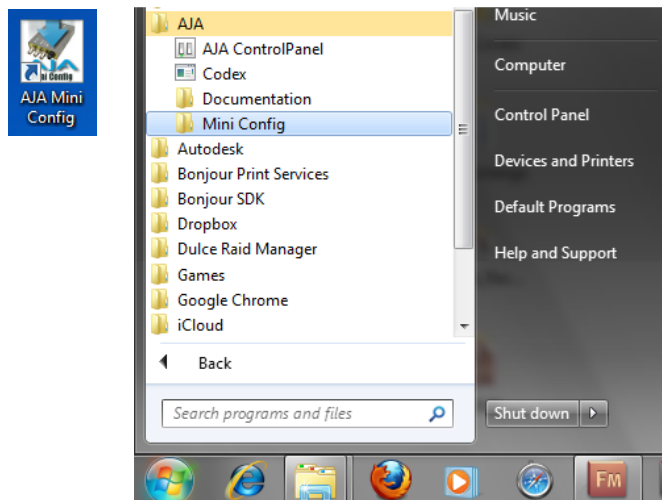 ni Config
AJA Mini
Config
AJA
AJA ControlPanel
Codex
Documentation
Mini Config
Autodesk
Bonjour Print Services
Bonjour SDK
Dropbox
Dulce Raid Manager
Games
Google Chrome
iCloud
Back
Search programs and files
Music
Computer
Control Panel
Devices and Printers
Default Programs
Help and Support
Shut down
FM